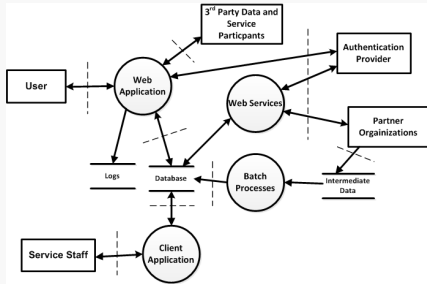 3rd Party Data and
Service
Particpants
Authentication
Provider
Web
Application
User
Web Services
Partner
Orgainizations
Logs
Database
Batch
Processes
Intermediate
Data
Client
Application
Service Staff